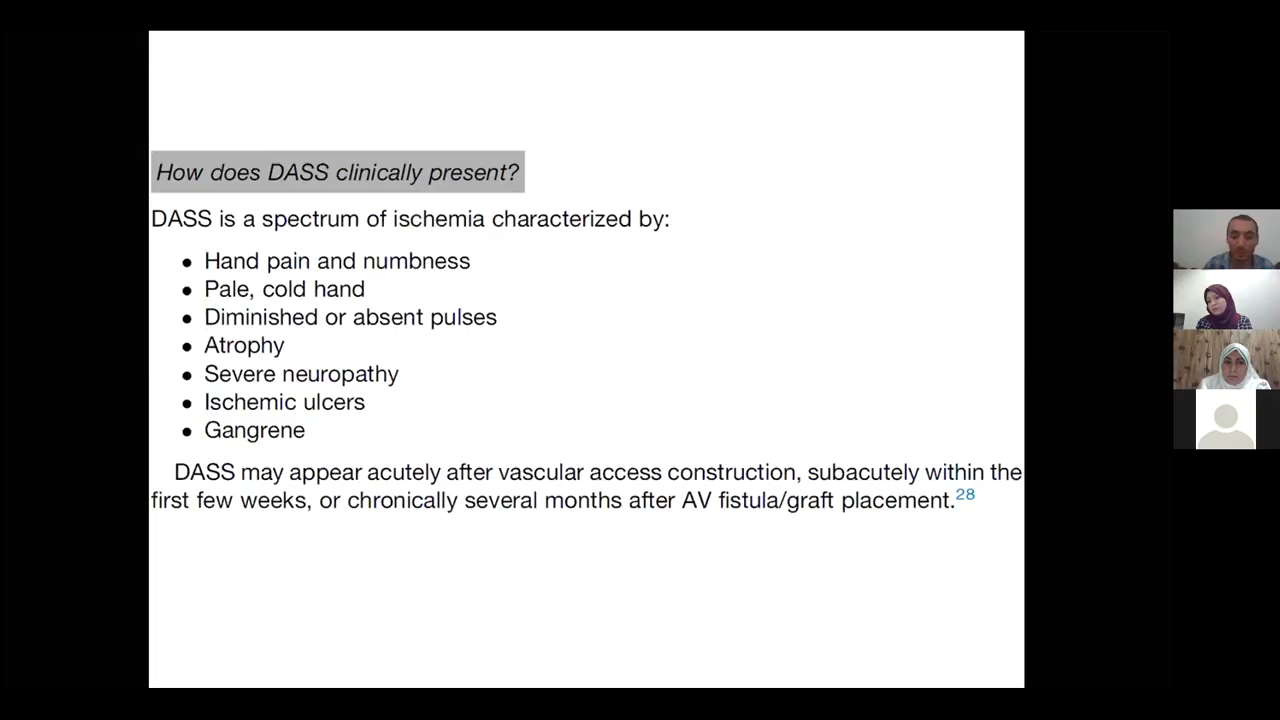 How does DASS clinically present?
DASS is a spectrum of ischemia characterized by:
• Hand pain and numbness
• Pale, cold hand
• Diminished or absent pulses
• Atrophy
• Severe neuropathy
• Ischemic ulcers
• Gangrene
DASS may appear acutely after vascular access construction, subacutely within the
first few weeks, or chronically several months after AV fistula/graft placement.28